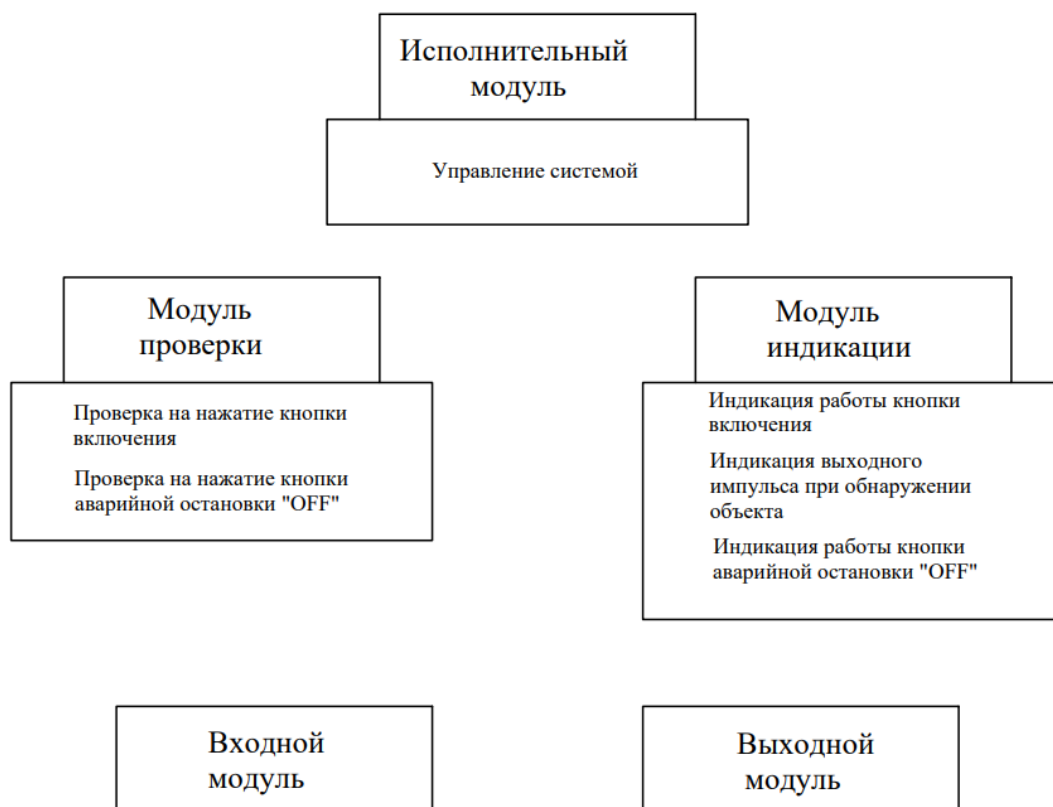 Исполнительный
модуль
Управление системой
Модуль
проверки
Проверка на нажатие кнопки
включения
Проверка на нажатие кнопки
аварийной остановки "OFF"
Модуль
индикации
Индикация работы кнопки
включения
Индикация выходного
импульса при обнаружении
объекта
Индикация работы кнопки
аварийной остановки "OFF"
Входной
модуль
Выходной
модуль